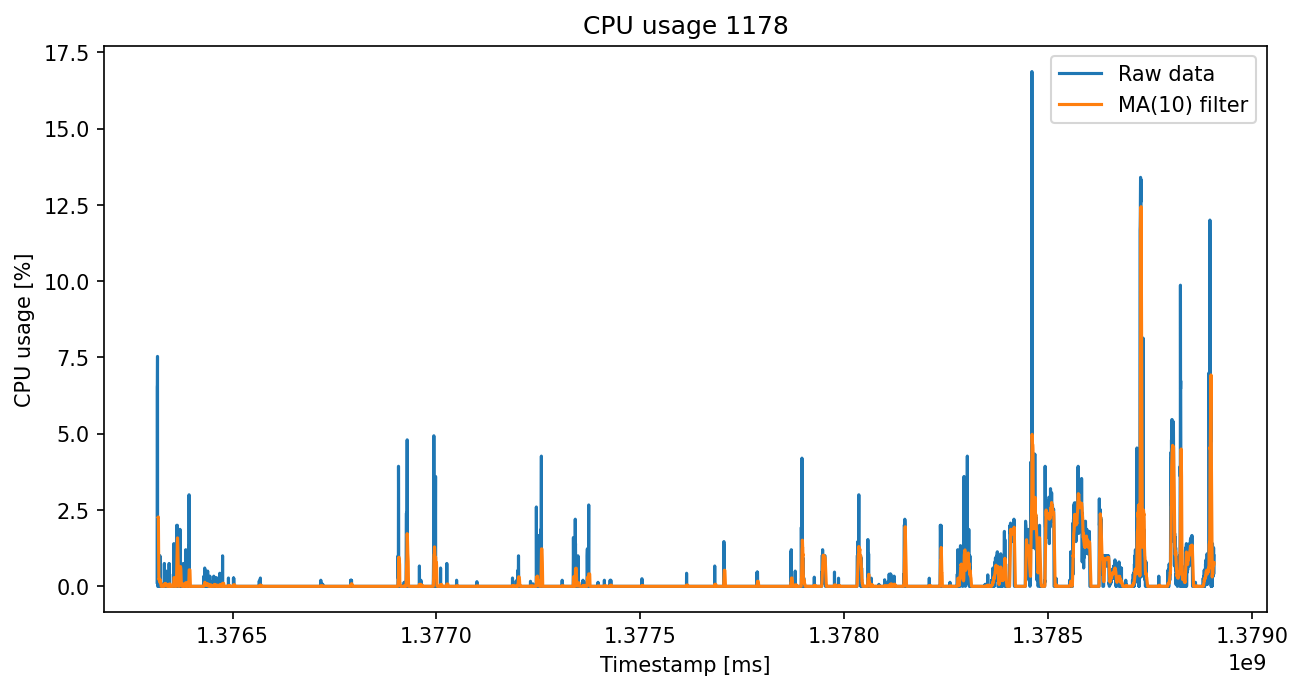 CPU usage 1178
Raw data
MA(10) filter
CPU usage [%]
17.5
15.0
12.5
10.0
7.5
5.0
2.5
0.0
1.3765 1.3770 1.3775 1.3780 1.3785 1.3790
1e9
Timestamp [ms]